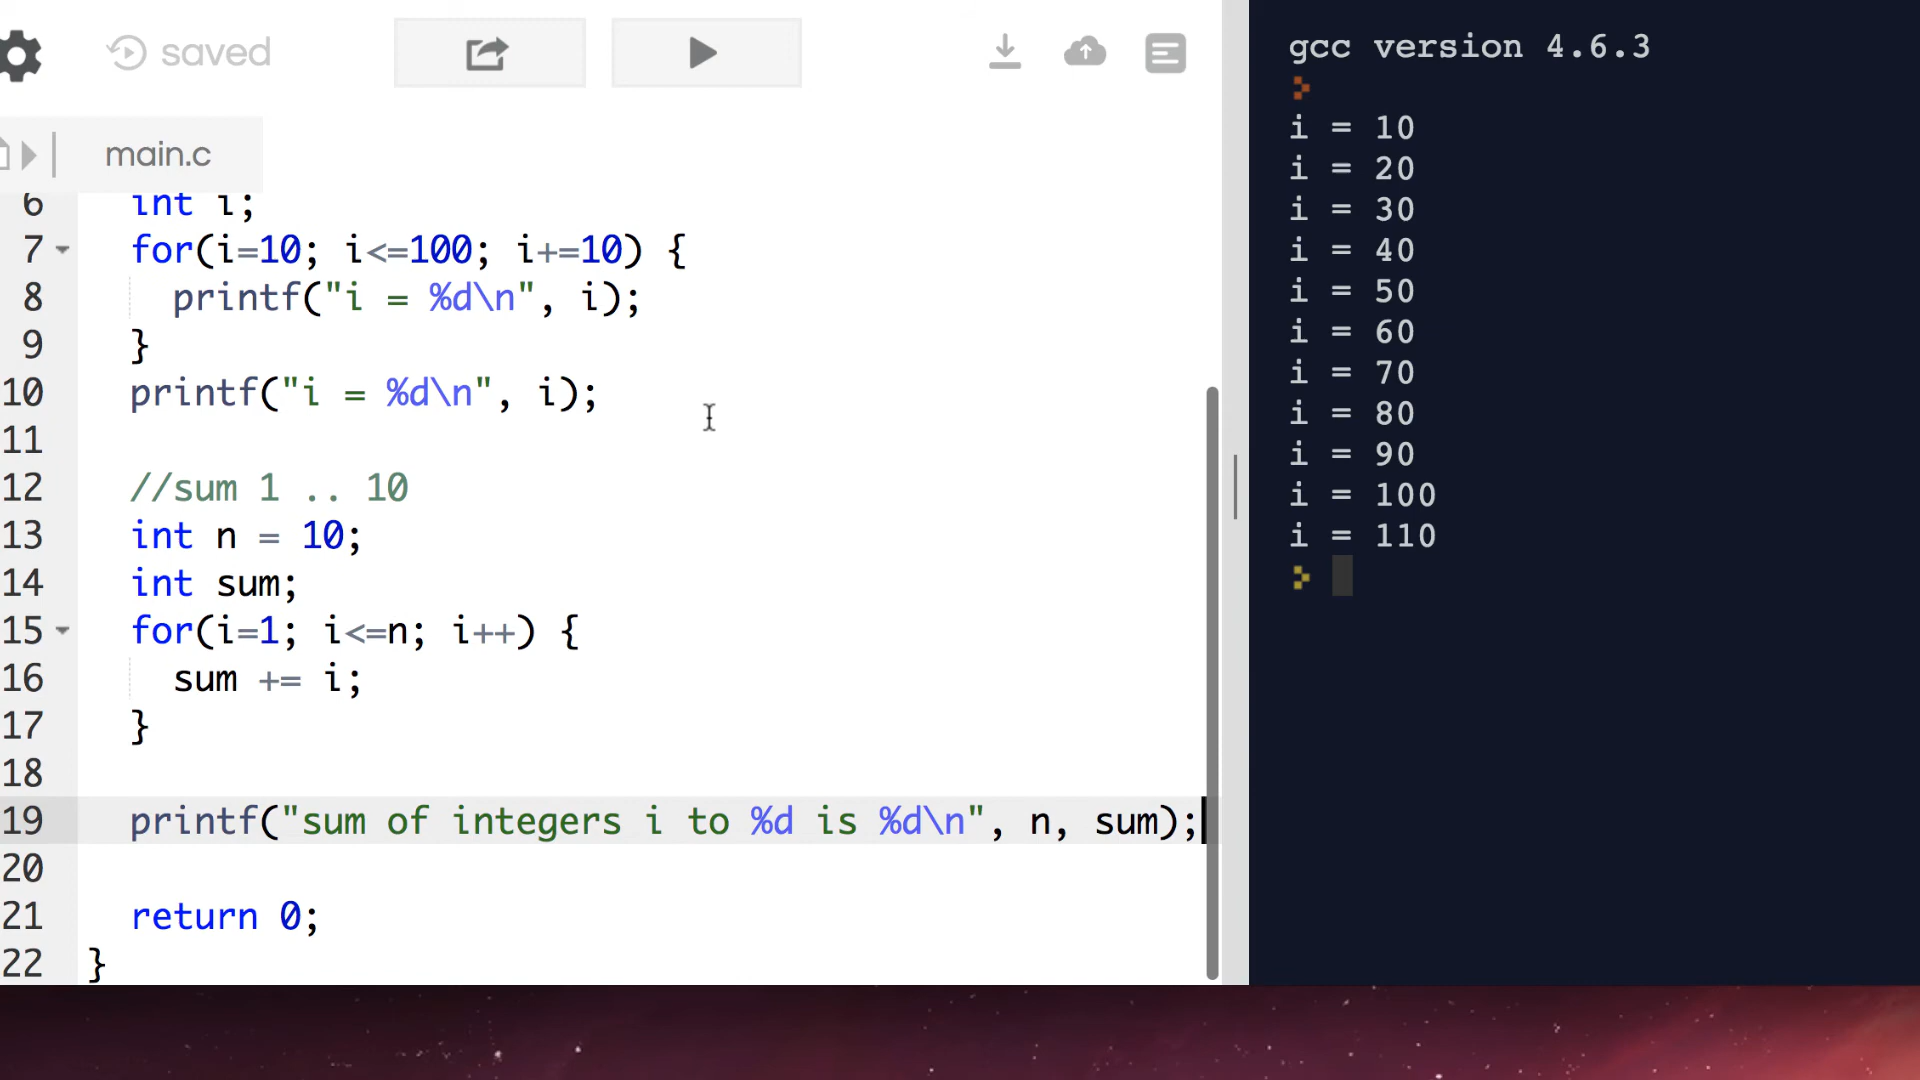 saved
main.c
6 int i;
7 for(i=10; i<=100; i+=10) {
8 printf("i = %d\n", i);
9 }
10 printf("i = %d\n", i);
11
12 //sum 1 .. 10
13 int n = 10;
14 int sum;
15 for(i=1; i<=n; i++) {
16 sum += i;
17 }
18
19 printf("sum of integers i to %d is %d\n", n, sum);
20
21 return 0;
22 }
gcc version 4.6.3
i = 10
i = 20
i = 30
i = 40
i = 50
i = 60
i = 70
i = 80
i = 90
i = 100
i = 110